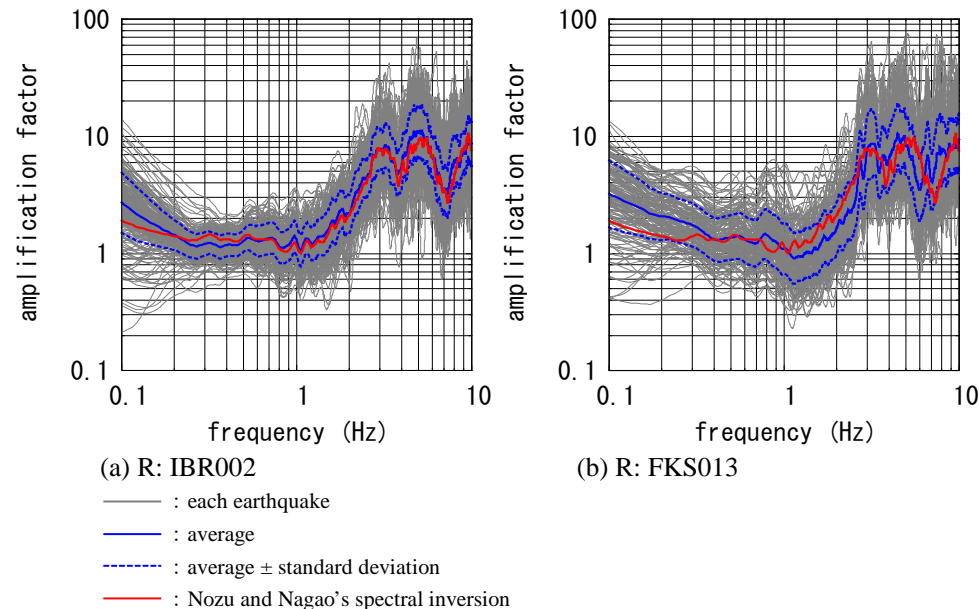 100
10
1
0.1
amplification factor
0.1
1
10
frequency (Hz)
(a) R: IBR002
100
10
1
0.1
amplification factor
0.1
1
10
frequency (Hz)
(b) R: FKS013
: each earthquake
: average
: average ± standard deviation
: Nozu and Nagao's spectral inversion